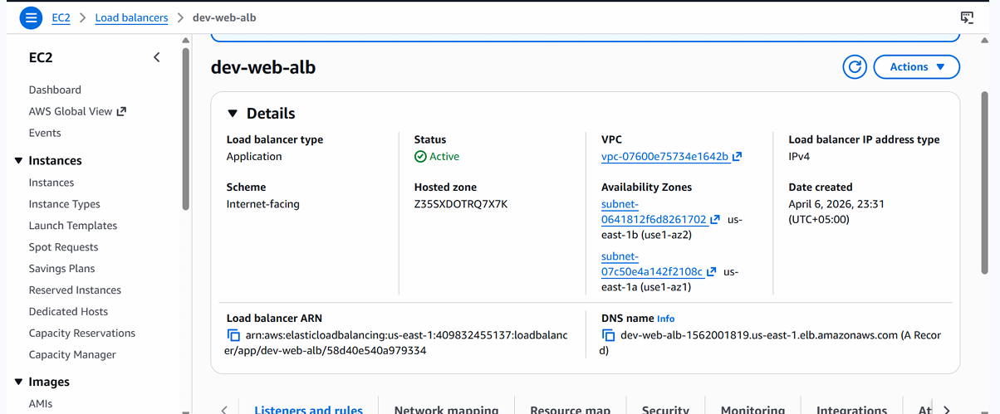 EC2 > Load balancers > dev-web-alb
EC2
Dashboard
AWS Global View
Events
Instances
Instances
Instance Types
Launch Templates
Spot Requests
Savings Plans
Reserved Instances
Dedicated Hosts
Capacity Reservations
Capacity Manager
Images
AMIs
dev-web-alb
Actions
Details
Load balancer type
Application
Status
Active
VPC
vpc-07600e75734e1642b
Load balancer IP address type
IPv4
Scheme
Internet-facing
Hosted zone
Z35SXDOTRQ7X7K
Availability Zones
subnet-
0641812f6d8261702 us-
east-1b (use1-az2)
subnet-
07c50e4a142f2108c us-
east-1a (use1-az1)
Date created
April 6, 2026, 23:31
(UTC+05:00)
Load balancer ARN
arn:aws:elasticloadbalancing:us-east-1:409832455137:loadbalanc
er/app/dev-web-alb/58d40e540a979334
DNS name Info
dev-web-alb-1562001819.us-east-1.elb.amazonaws.com (A Recor
d)
Listeners and rules Network mapping Resource map Security Monitoring Integrations At